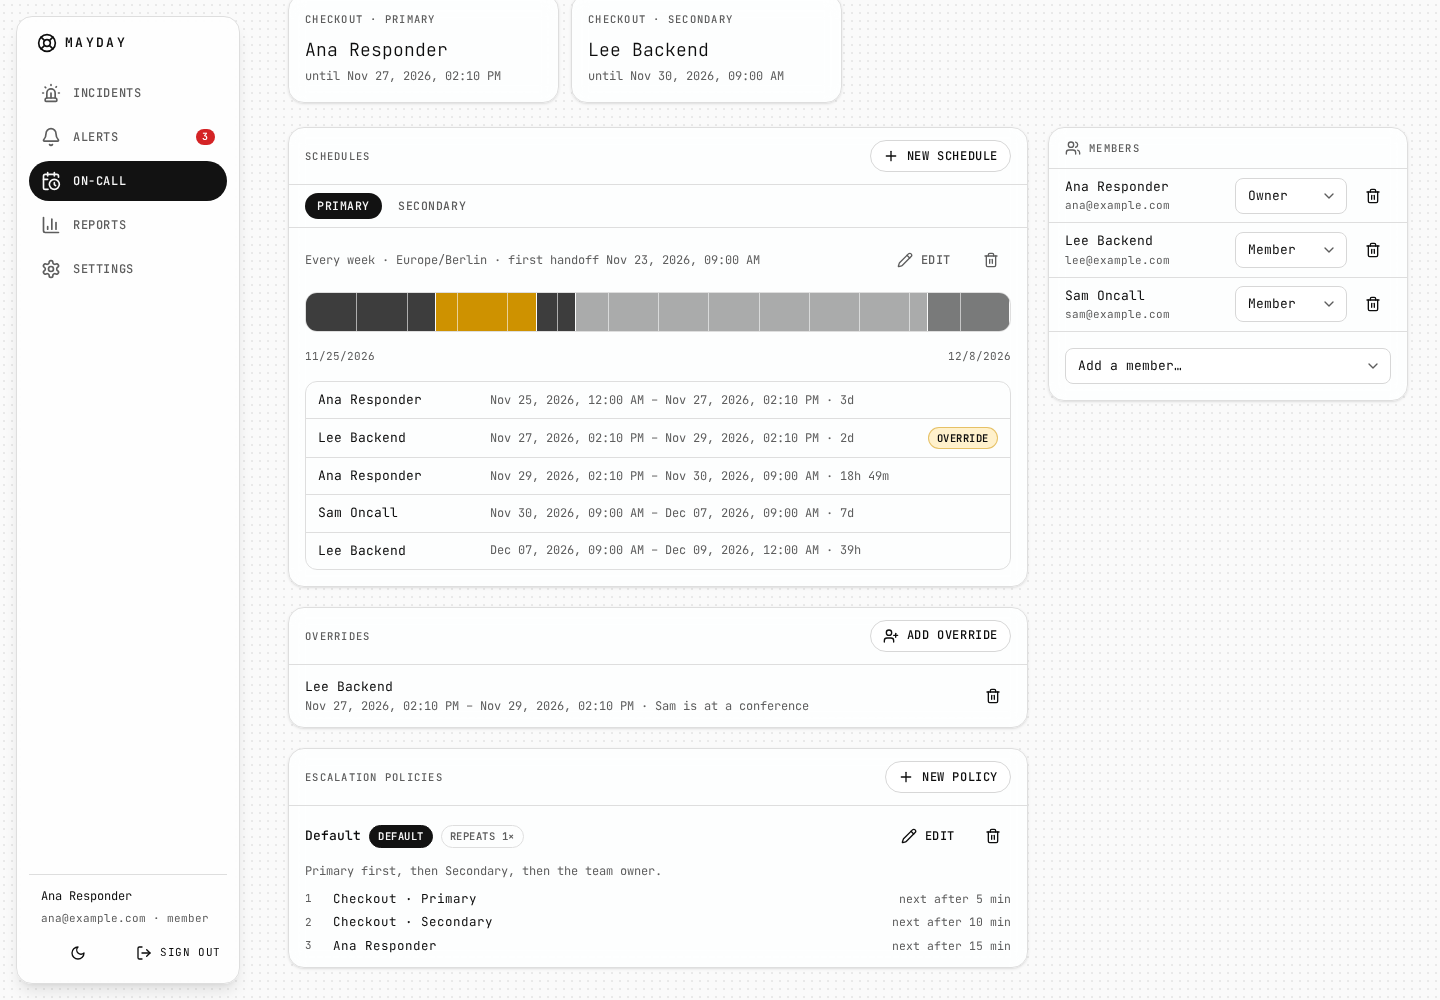 MAYDAY
INCIDENTS
ALERTS 3
ON-CALL
REPORTS
SETTINGS
Ana Responder
ana@example.com · member
SIGN OUT
CHECKOUT · PRIMARY
Ana Responder
until Nov 27, 2026, 02:10 PM
CHECKOUT · SECONDARY
Lee Backend
until Nov 30, 2026, 09:00 AM
SCHEDULES NEW SCHEDULE
PRIMARY SECONDARY
Every week · Europe/Berlin · first handoff Nov 23, 2026, 09:00 AM EDIT
11/25/2026 12/8/2026
Ana Responder Nov 25, 2026, 12:00 AM – Nov 27, 2026, 02:10 PM · 3d
Lee Backend Nov 27, 2026, 02:10 PM – Nov 29, 2026, 02:10 PM · 2d OVERRIDE
Ana Responder Nov 29, 2026, 02:10 PM – Nov 30, 2026, 09:00 AM · 18h 49m
Sam Oncall Nov 30, 2026, 09:00 AM – Dec 07, 2026, 09:00 AM · 7d
Lee Backend Dec 07, 2026, 09:00 AM – Dec 09, 2026, 12:00 AM · 39h
OVERRIDES ADD OVERRIDE
Lee Backend
Nov 27, 2026, 02:10 PM – Nov 29, 2026, 02:10 PM · Sam is at a conference
ESCALATION POLICIES NEW POLICY
Default DEFAULT REPEATS 1× EDIT
Primary first, then Secondary, then the team owner.
1 Checkout · Primary next after 5 min
2 Checkout · Secondary next after 10 min
3 Ana Responder next after 15 min
MEMBERS
Ana Responder
ana@example.com
Owner
Lee Backend
lee@example.com
Member
Sam Oncall
sam@example.com
Member
Add a member…